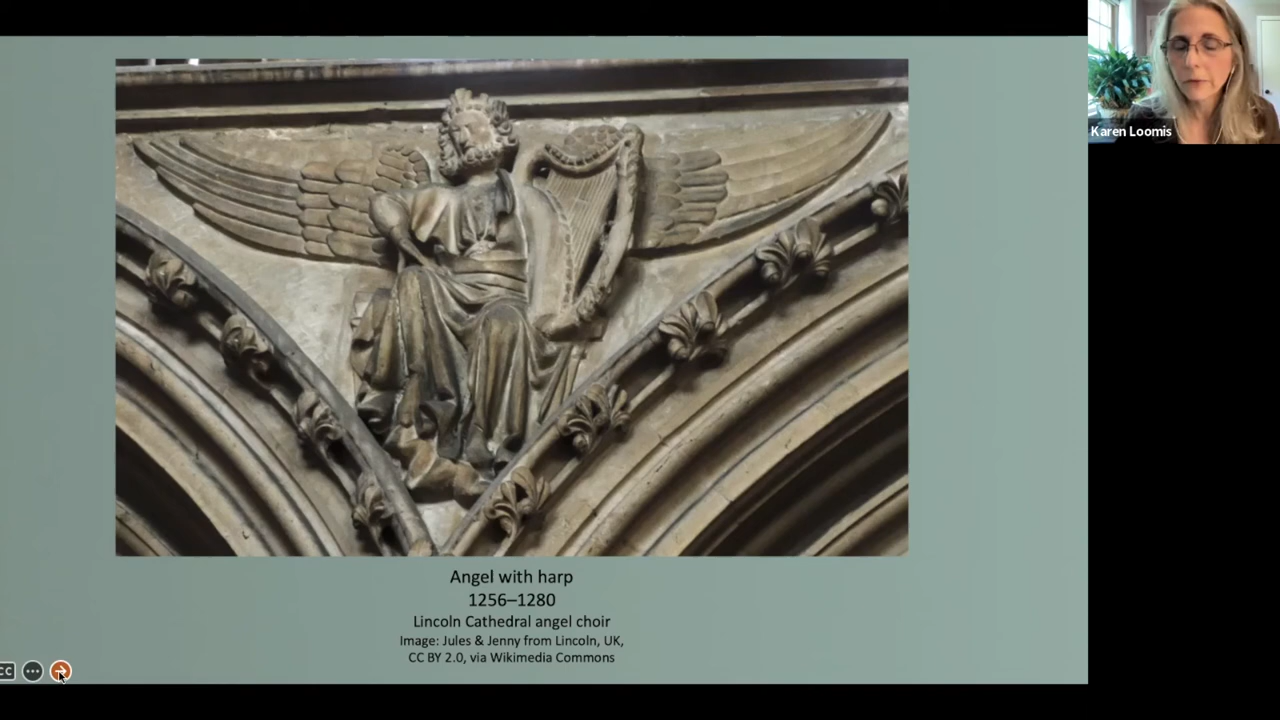 Karen Loomis
Angel with harp
1256–1280
Lincoln Cathedral angel choir
Image: Jules & Jenny from Lincoln, UK,
CC BY 2.0, via Wikimedia Commons
CC